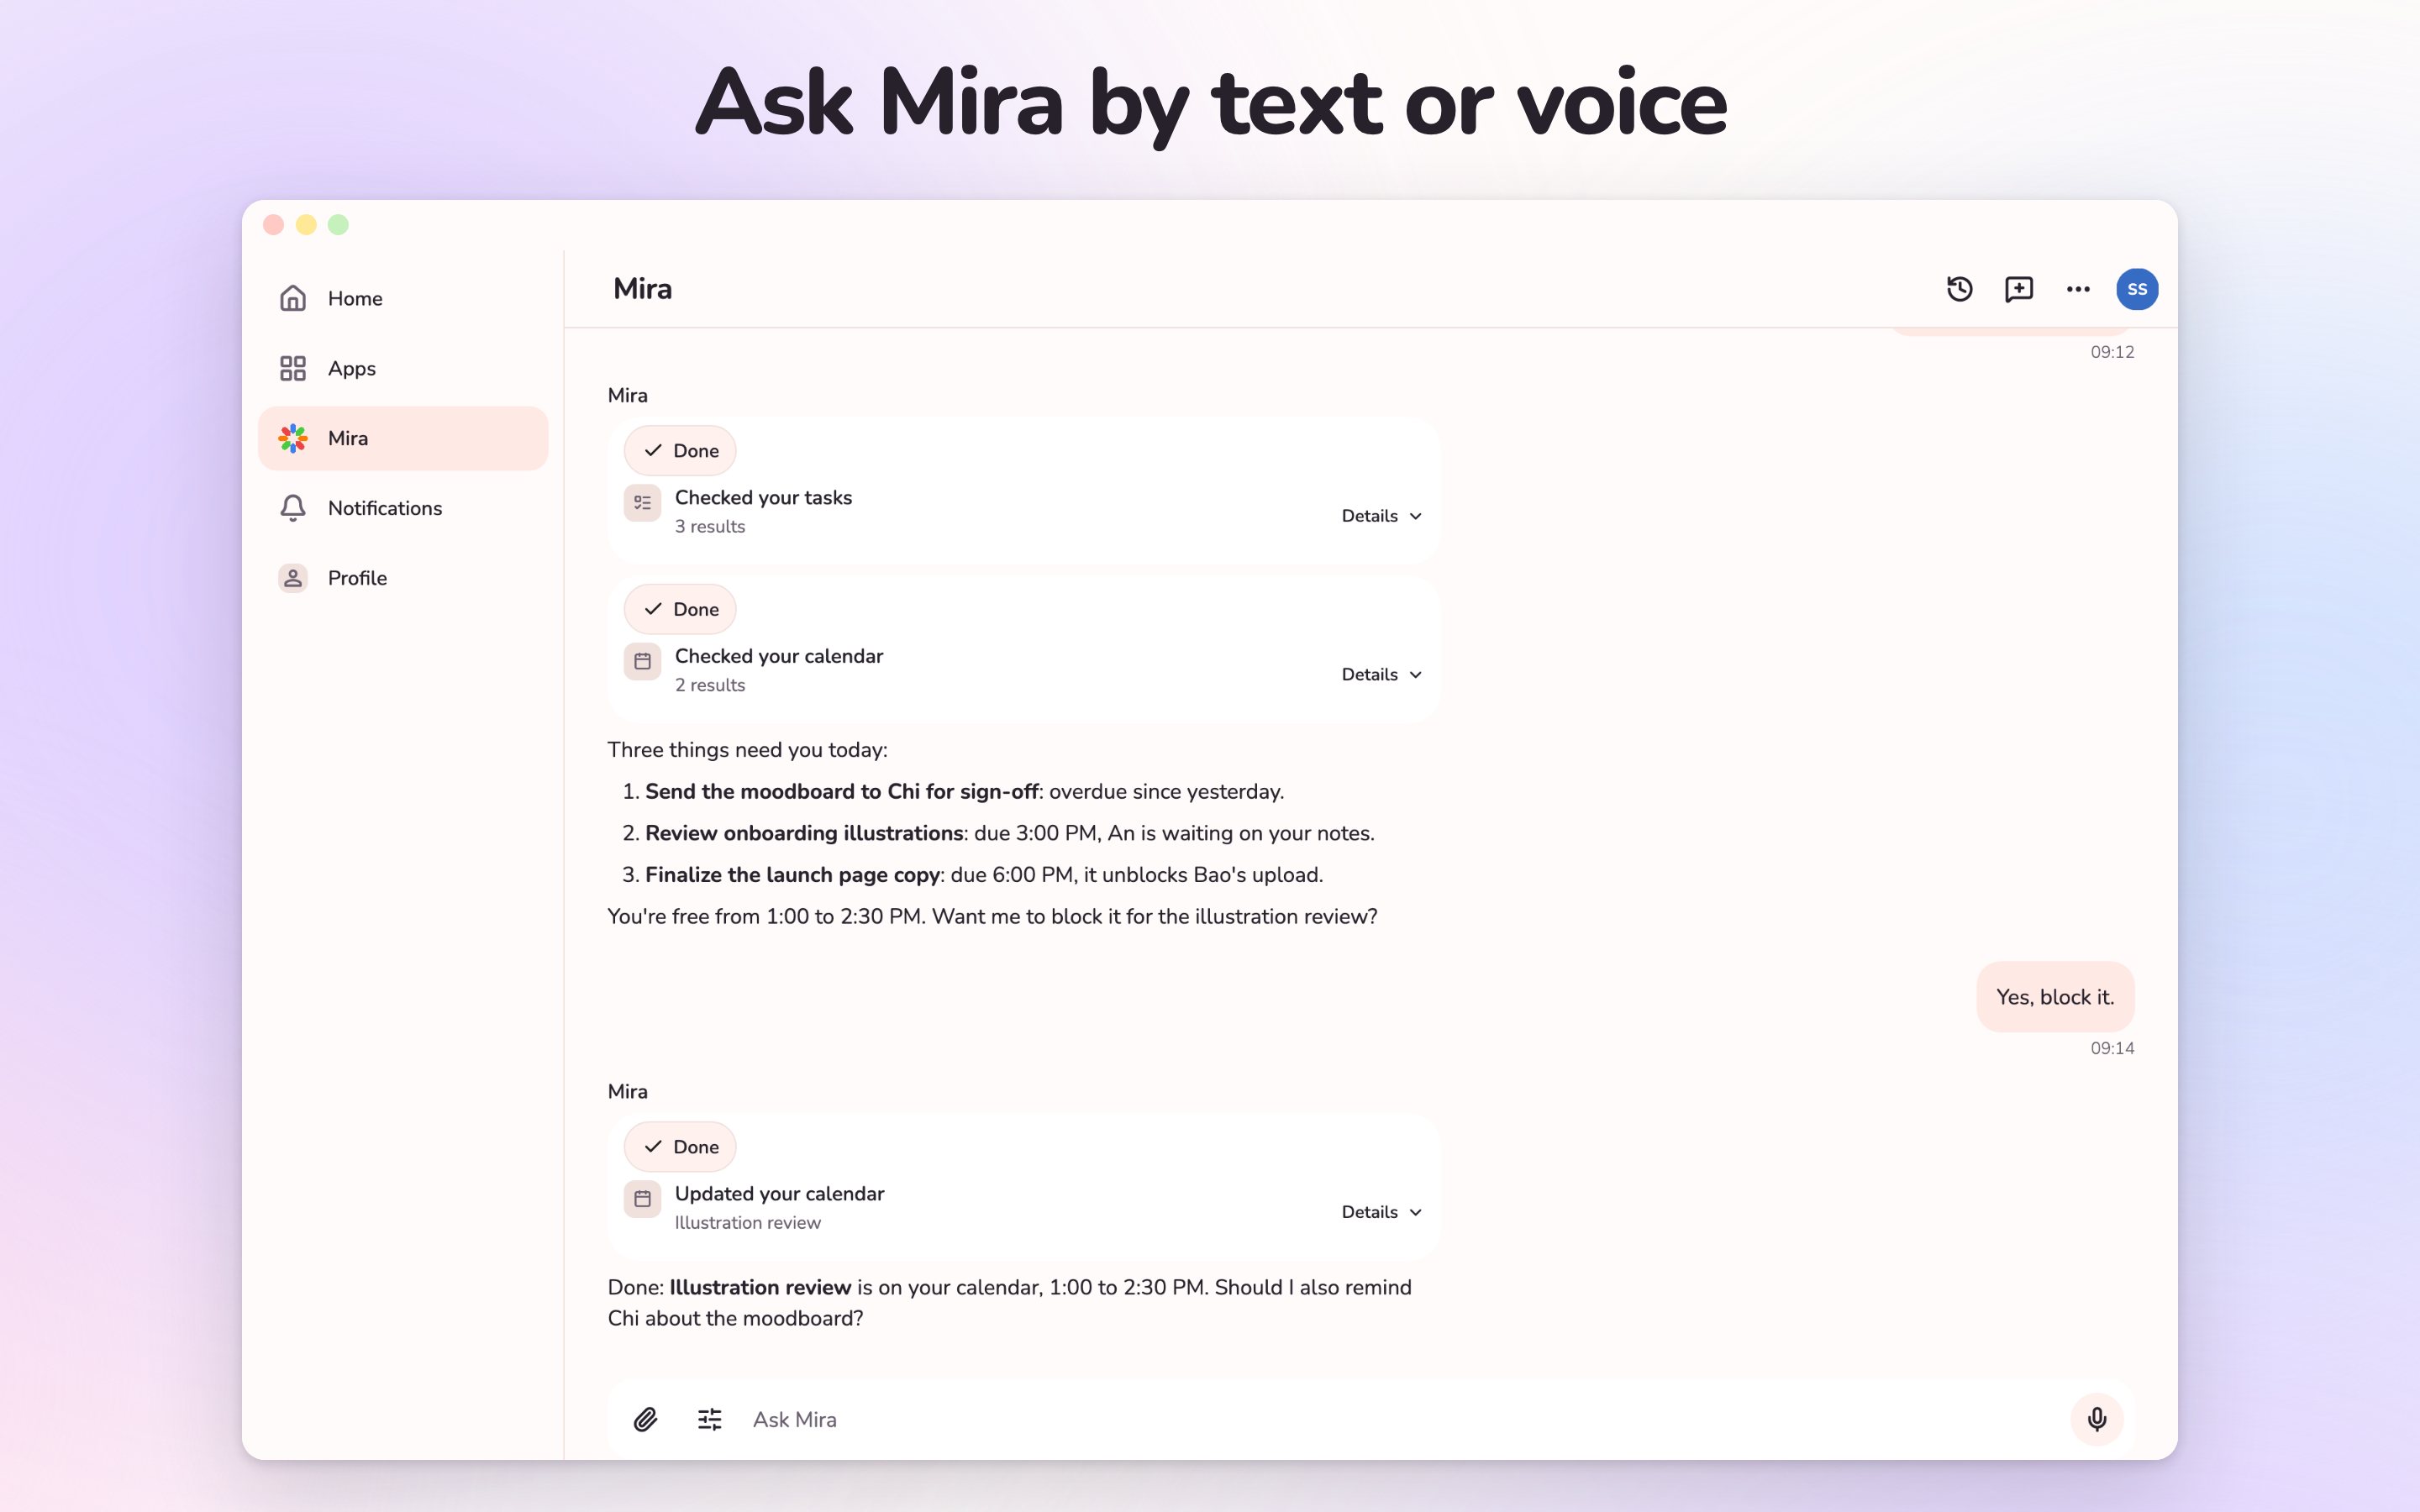 Ask Mira by text or voice
Home
Apps
Mira
Notifications
Profile
Mira
SS
09:12
Mira
Done
Checked your tasks
3 results
Details
Done
Checked your calendar
2 results
Details
Three things need you today:
1. Send the moodboard to Chi for sign-off: overdue since yesterday.
2. Review onboarding illustrations: due 3:00 PM, An is waiting on your notes.
3. Finalize the launch page copy: due 6:00 PM, it unblocks Bao's upload.
You're free from 1:00 to 2:30 PM. Want me to block it for the illustration review?
Yes, block it.
09:14
Mira
Done
Updated your calendar
Illustration review
Details
Done: Illustration review is on your calendar, 1:00 to 2:30 PM. Should I also remind
Chi about the moodboard?
Ask Mira